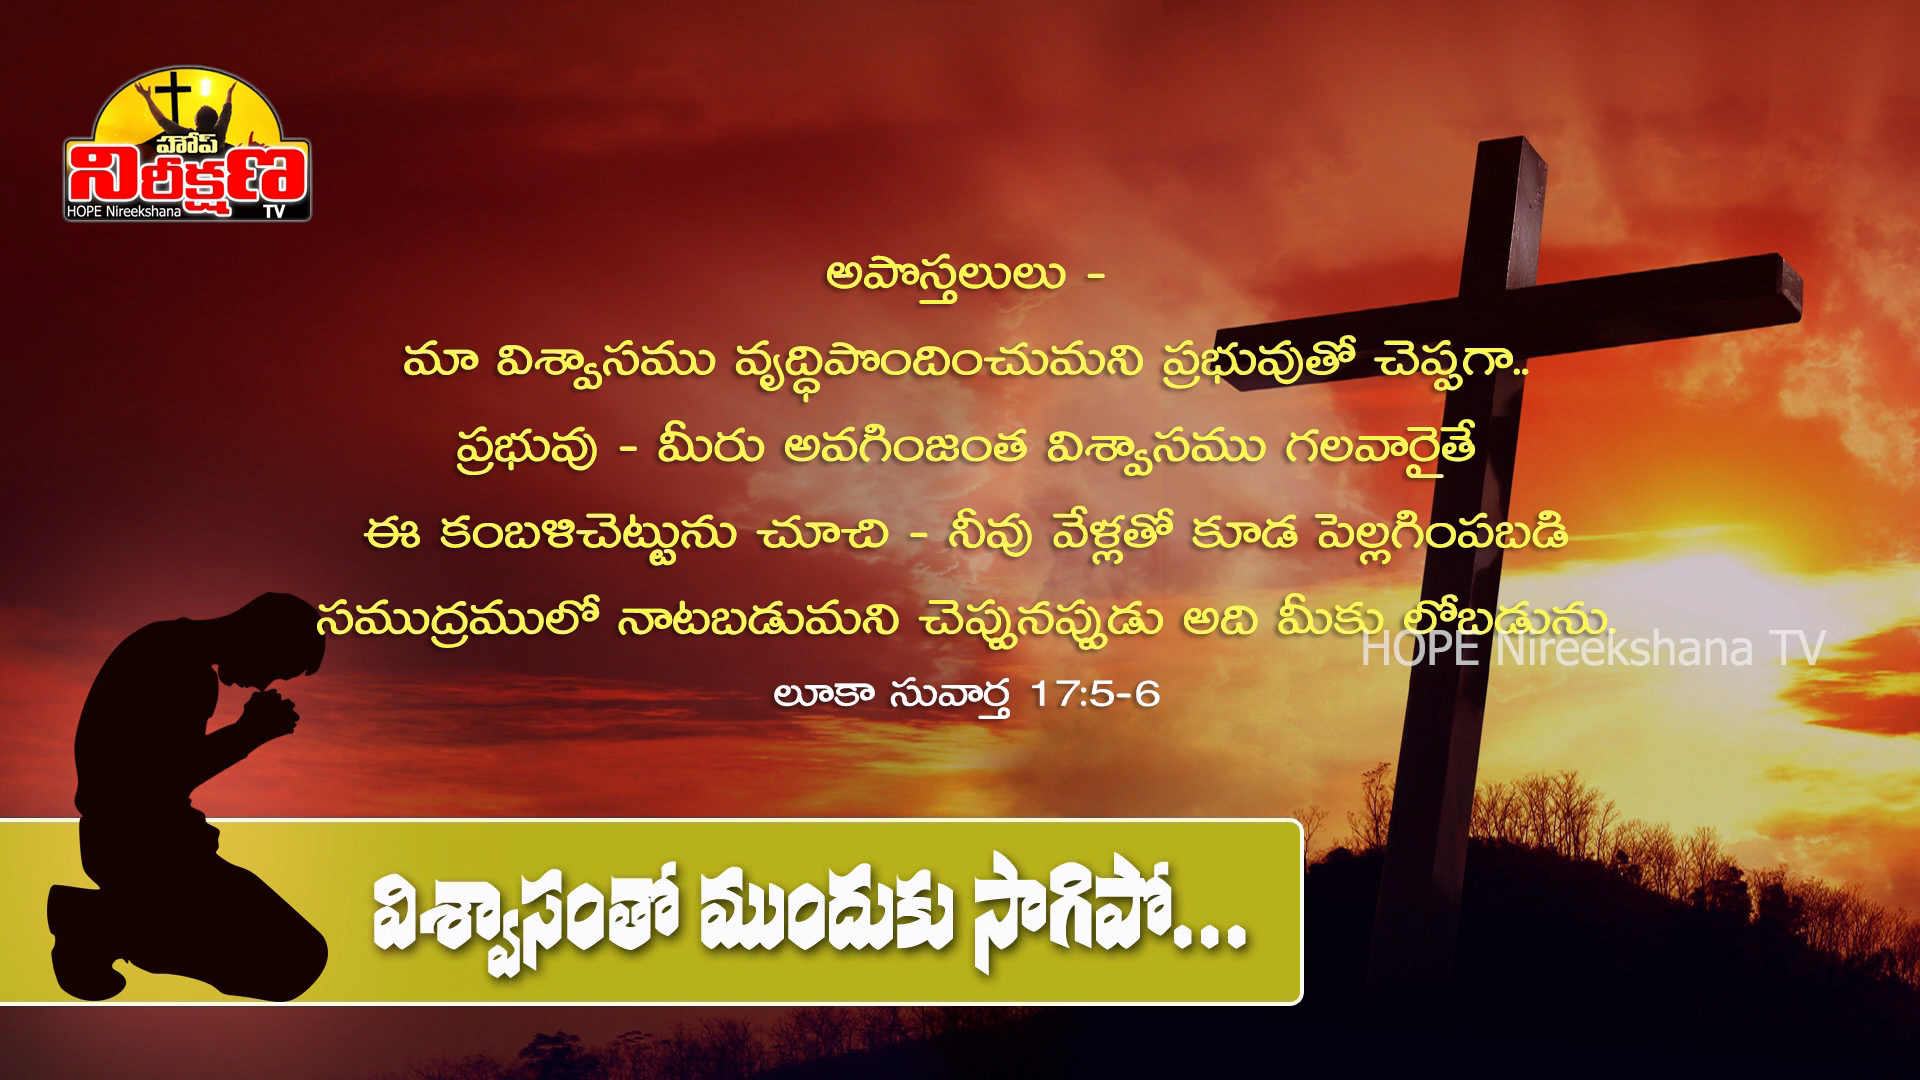 హోప్
నిరీక్షణ
HOPE Nireekshana TV
అపొస్తలులు -
మా విశ్వాసము వృద్ధిపొందించుమని ప్రభువుతో చెప్పగా..
ప్రభువు - మీరు అవగింజంత విశ్వాసము గలవారైతే
ఈ కంబళిచెట్టును చూచి - నీవు వేళ్లతో కూడ పెల్లగింపబడి
సముద్రములో నాటబడుమని చెప్పునప్పుడు అది మీకు లోబడును.
HOPE Nireekshana TV
లూకా సువార్త 17:5-6
విశ్వాసంతో ముందుకు సాగిపో...